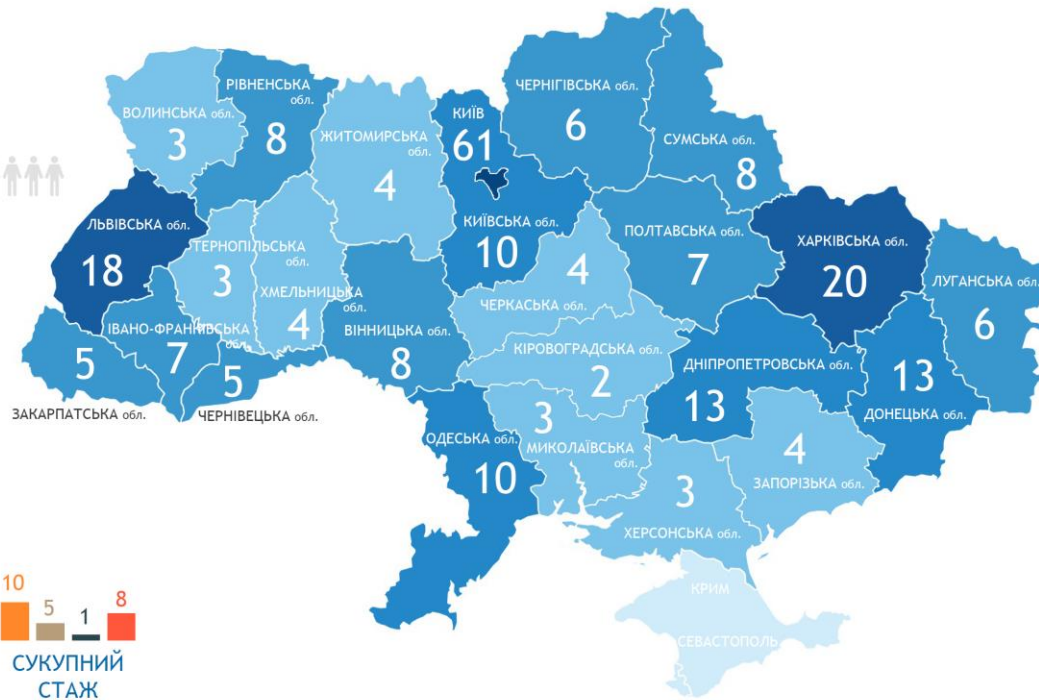 ВОЛИНСЬКА обл.
3
РІВНЕНСЬКА
обл.
8
ЖИТОМИРСЬКА
обл.
4
КИЇВ
61
ЧЕРНІГІВСЬКА обл.
6
СУМСЬКА обл.
8
ЛЬВІВСЬКА обл.
18
ТЕРНОПІЛЬСЬКА
обл.
3
ХМЕЛЬНИЦЬКА
обл.
4
КИЇВСЬКА обл.
10
4
ЧЕРКАСЬКА обл.
ПОЛТАВСЬКА обл.
7
ХАРКІВСЬКА обл.
20
ЛУГАНСЬКА обл.
6
5
ЗАКАРПАТСЬКА обл.
ІВАНО-ФРАНКІВСЬКА
обл.
7
5
ЧЕРНІВЕЦЬКА обл.
ВІННИЦЬКА обл.
8
КІРОВОГРАДСЬКА обл.
2
ДНІПРОПЕТРОВСЬКА обл.
13
13
ДОНЕЦЬКА обл.
ОДЕСЬКА обл.
10
3
МИКОЛАЇВСЬКА
обл.
4
ЗАПОРІЗЬКА обл.
3
ХЕРСОНСЬКА обл.
КРИМ
СЕВАСТОПОЛЬ
10
5
1
8
СУКУПНИЙ
СТАЖ